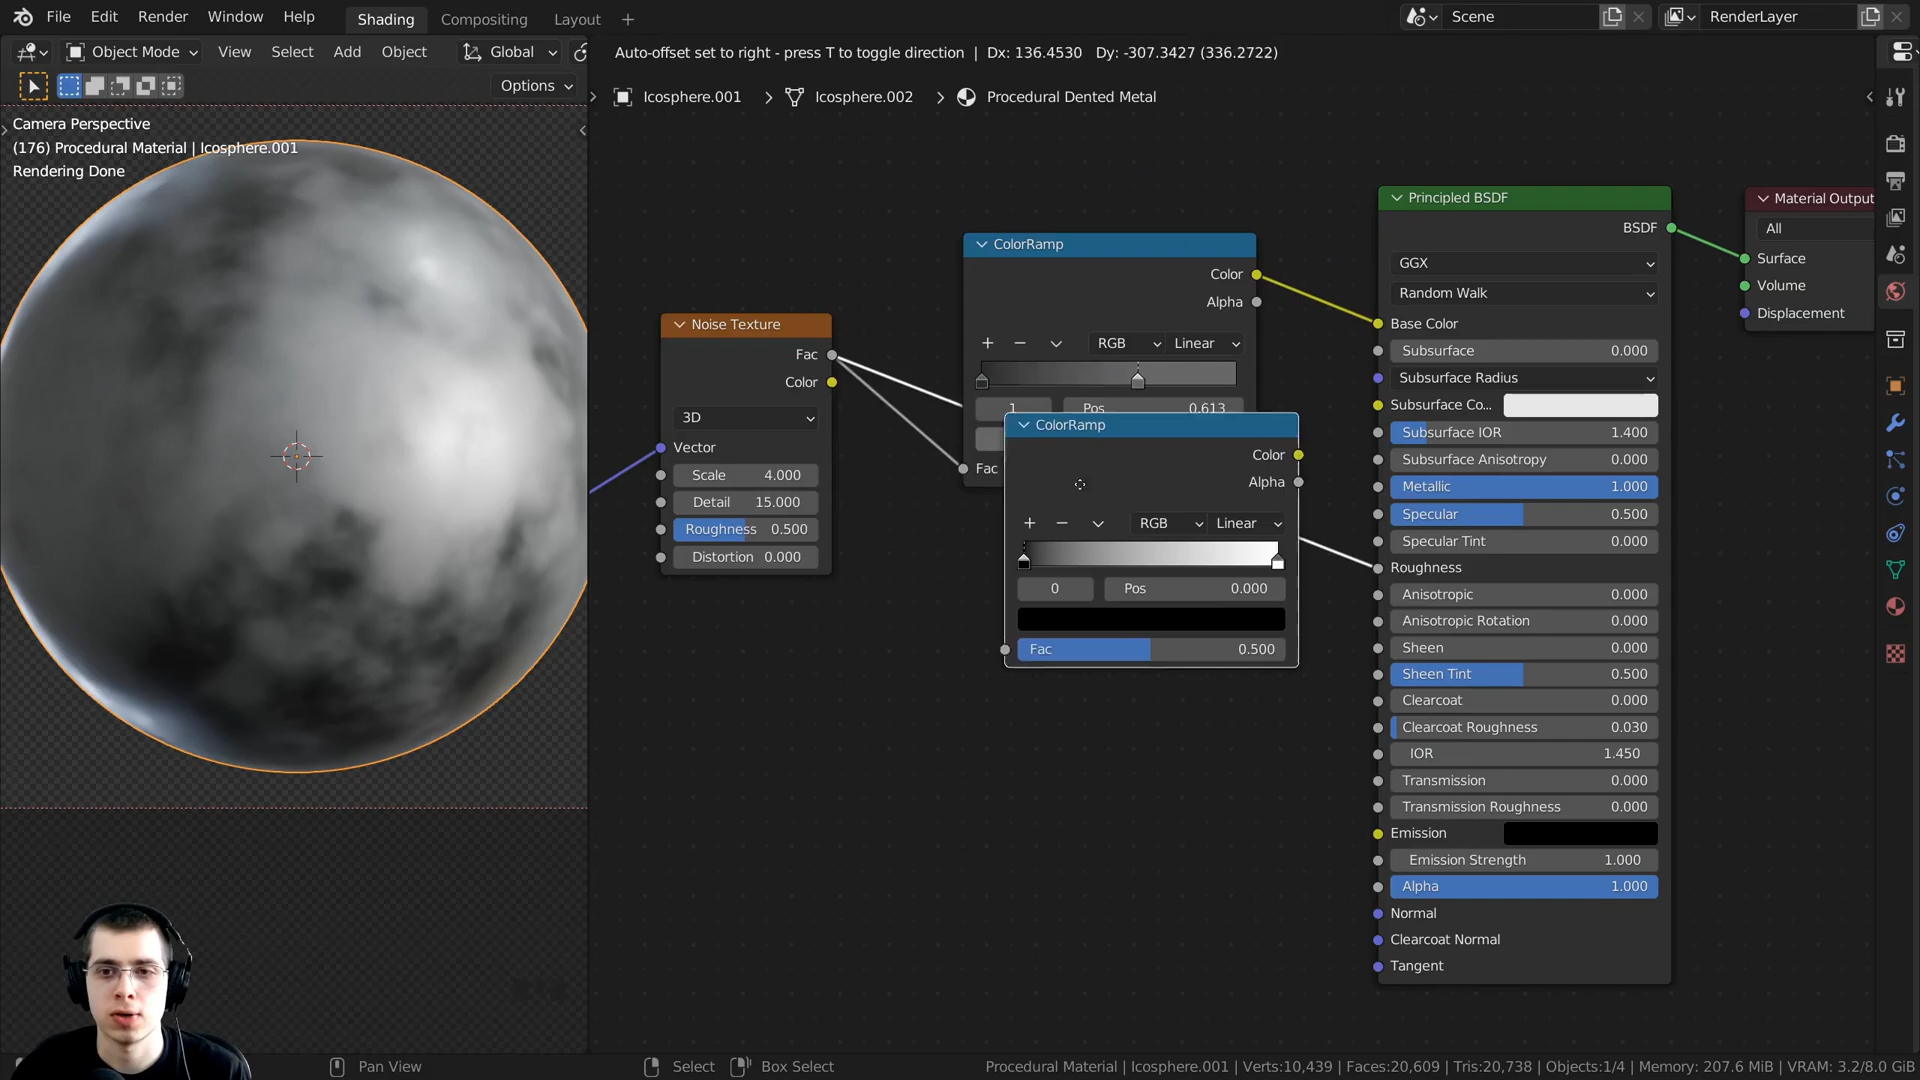 File Edit Render Window Help Shading Compositing Layout + Scene RenderLayer
Object Mode View Select Add Object Global
Options
Auto-offset set to right - press T to toggle direction | Dx: 136.4530 Dy: -307.3427 (336.2722)
Icosphere.001 > Icosphere.002 > Procedural Dented Metal
Camera Perspective
(176) Procedural Material | Icosphere.001
Rendering Done
Noise Texture
Fac
Color
3D
Vector
Scale 4.000
Detail 15.000
Roughness 0.500
Distortion 0.000
ColorRamp
Color
Alpha
+ − RGB Linear
1 Pos 0.613
Fac
ColorRamp
Color
Alpha
+ − RGB Linear
0 Pos 0.000
Fac 0.500
Principled BSDF
BSDF
GGX
Random Walk
Base Color
Subsurface 0.000
Subsurface Radius
Subsurface Co...
Subsurface IOR 1.400
Subsurface Anisotropy 0.000
Metallic 1.000
Specular 0.500
Specular Tint 0.000
Roughness
Anisotropic 0.000
Anisotropic Rotation 0.000
Sheen 0.000
Sheen Tint 0.500
Clearcoat 0.000
Clearcoat Roughness 0.030
IOR 1.450
Transmission 0.000
Transmission Roughness 0.000
Emission
Emission Strength 1.000
Alpha 1.000
Normal
Clearcoat Normal
Tangent
Material Output
All
Surface
Volume
Displacement
Pan View Select Box Select Procedural Material | Icosphere.001 | Verts:10,439 | Faces:20,609 | Tris:20,738 | Objects:1/4 | Memory: 207.6 MiB | VRAM: 3.2/8.0 GiB